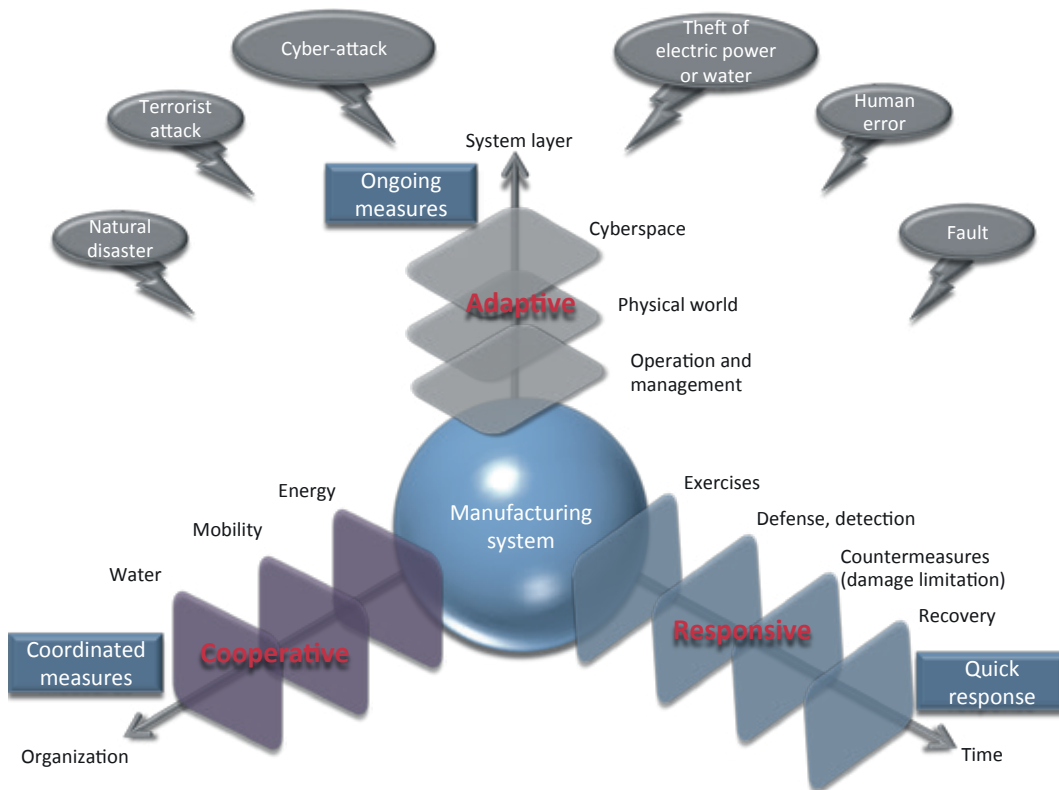 Cyber-attack
Theft of
electric power
or water
Terrorist
attack
Human
error
System layer
Ongoing
measures
Natural
disaster
Cyberspace
Fault
Adaptive
Physical world
Operation and
management
Energy
Exercises
Manufacturing
system
Mobility
Defense, detection
Water
Countermeasures
(damage limitation)
Recovery
Coordinated
measures
Cooperative
Responsive
Quick
response
Organization
Time